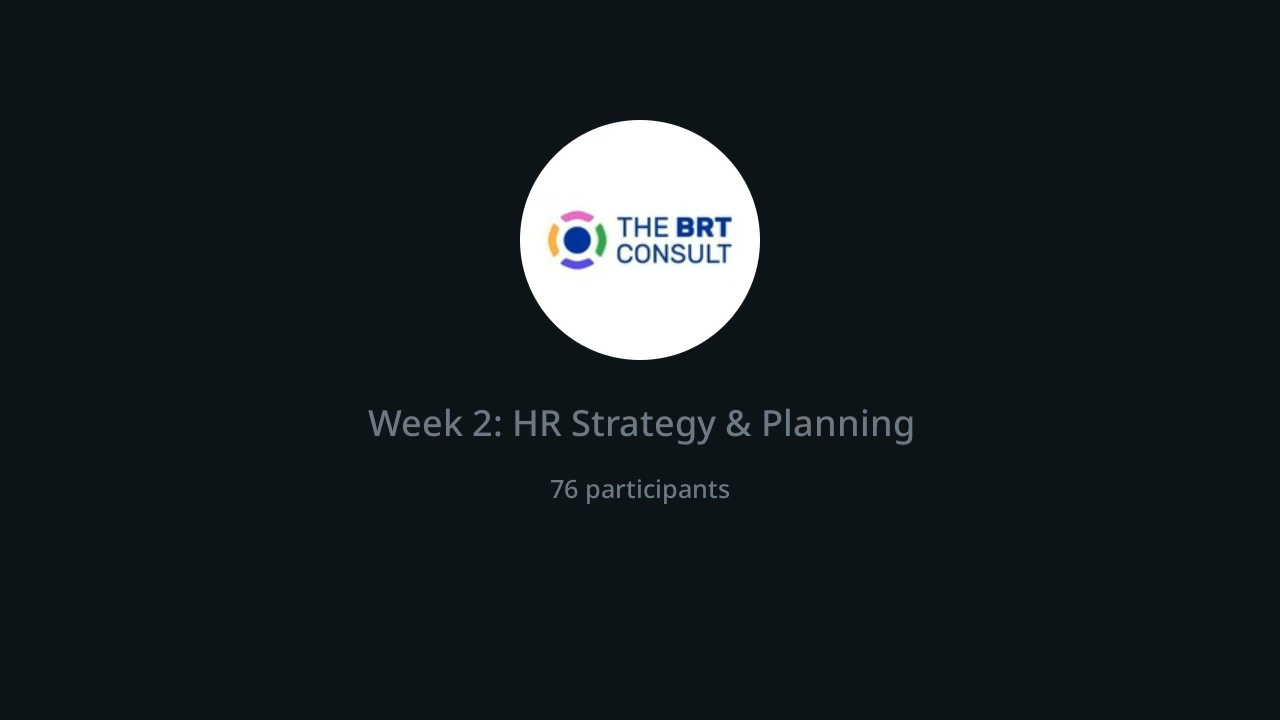 THE BRT
CONSULT
Week 2: HR Strategy & Planning
76 participants